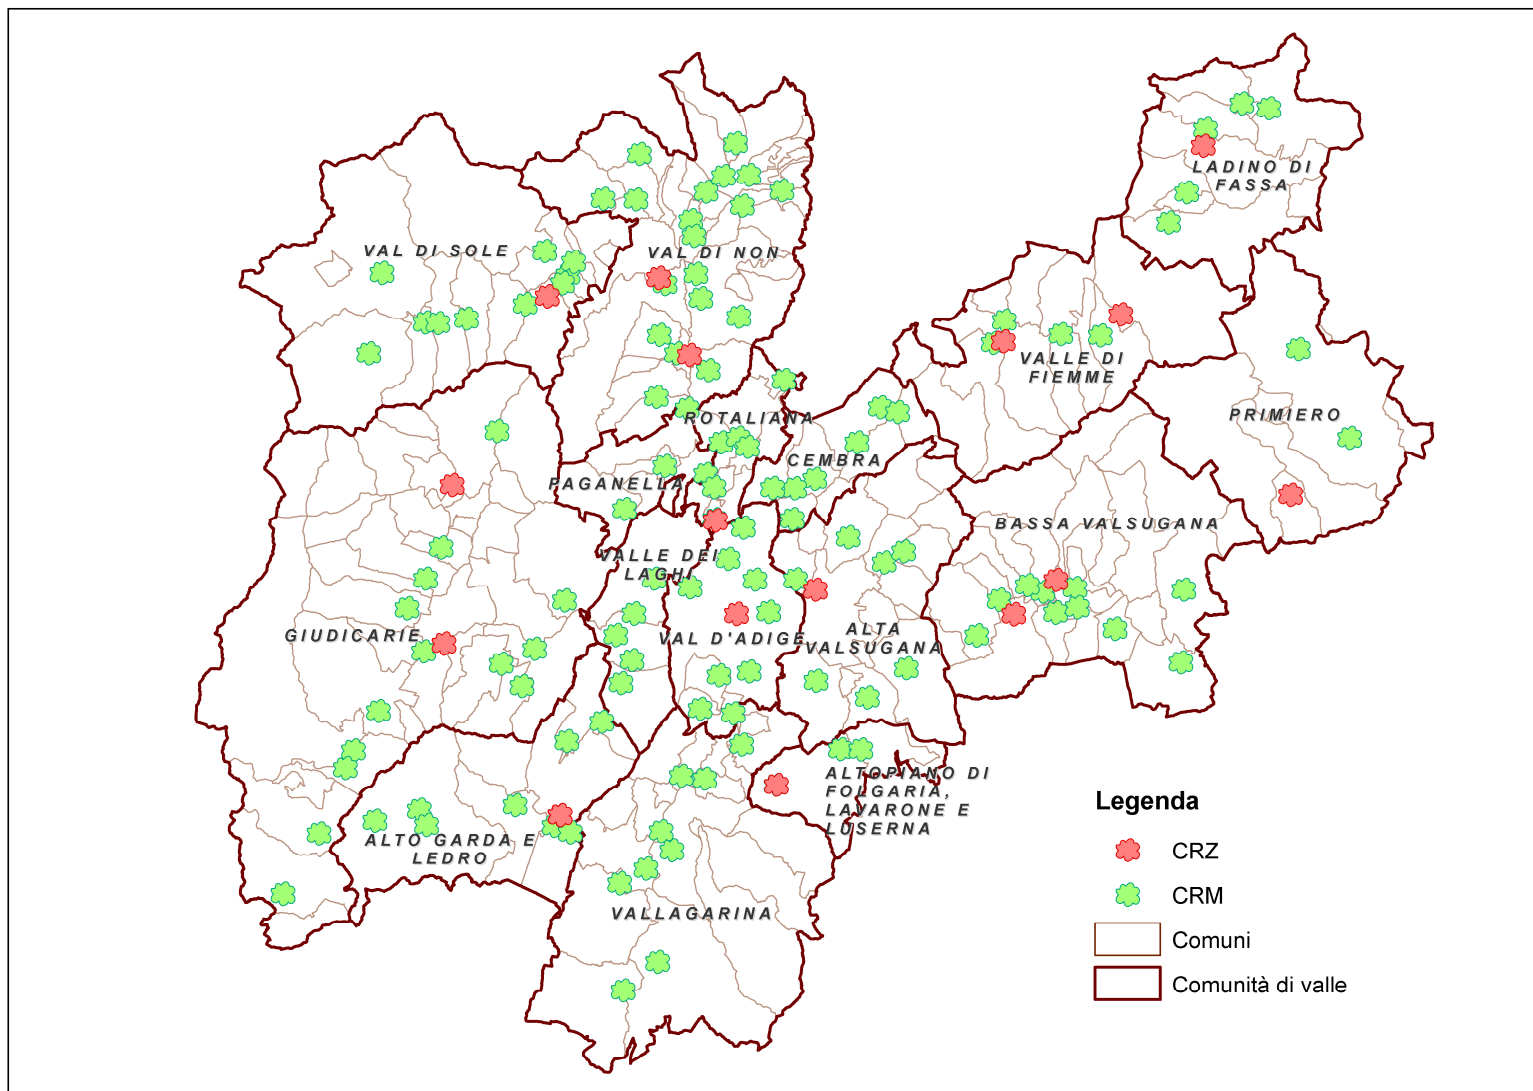 LADINO DI
FASSA
VAL DI SOLE
VAL DI NON
VALLE DI
FIEMME
ROTALIANA
PRIMIERO
CEMBRA
PAGANELLA
BASSA VALSUGANA
VALLE DEI
LAGHI
GIUDICARIE
VAL D'ADIGE
ALTA
VALSUGANA
ALTOPIANO DI
FOLGARIA,
LAVARONE E
LUSERNA
ALTO GARDA E
LEDRO
VALLAGARINA
Legenda
CRZ
CRM
Comuni
Comunità di valle